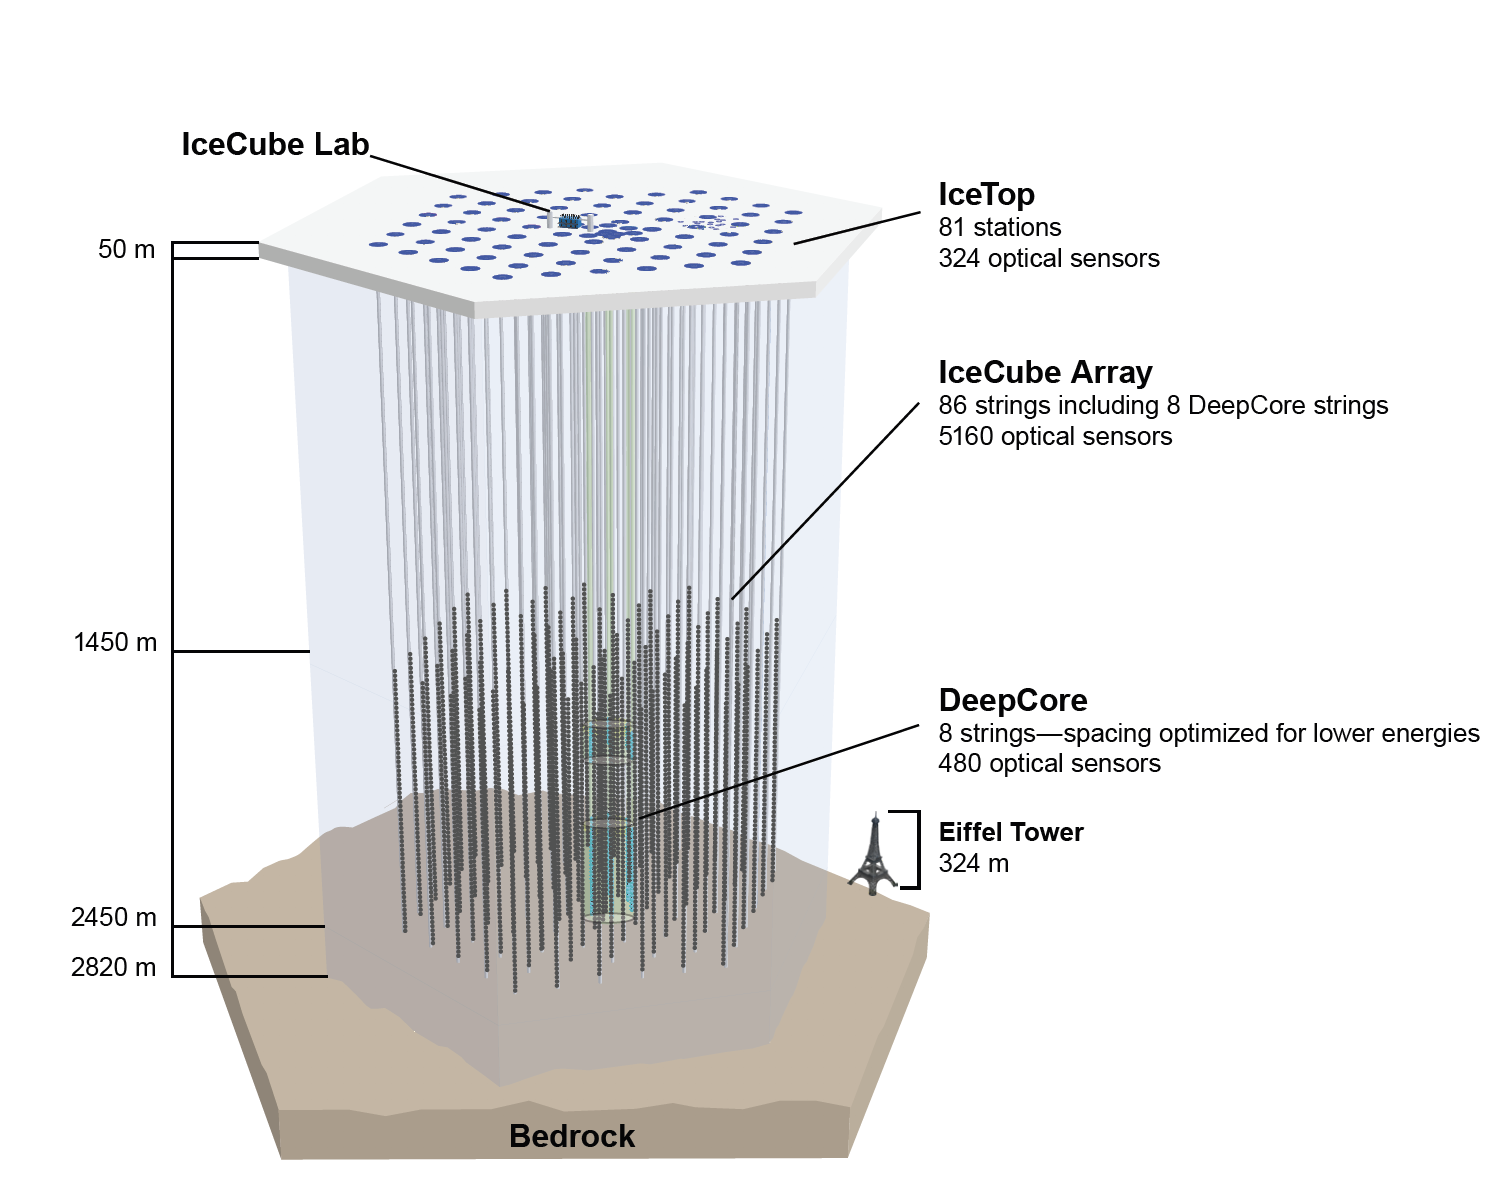 IceCube Lab
50 m
1450 m
2450 m
2820 m
IceTop
81 stations
324 optical sensors
IceCube Array
86 strings including 8 DeepCore strings
5160 optical sensors
DeepCore
8 strings—spacing optimized for lower energies
480 optical sensors
Eiffel Tower
324 m
Bedrock